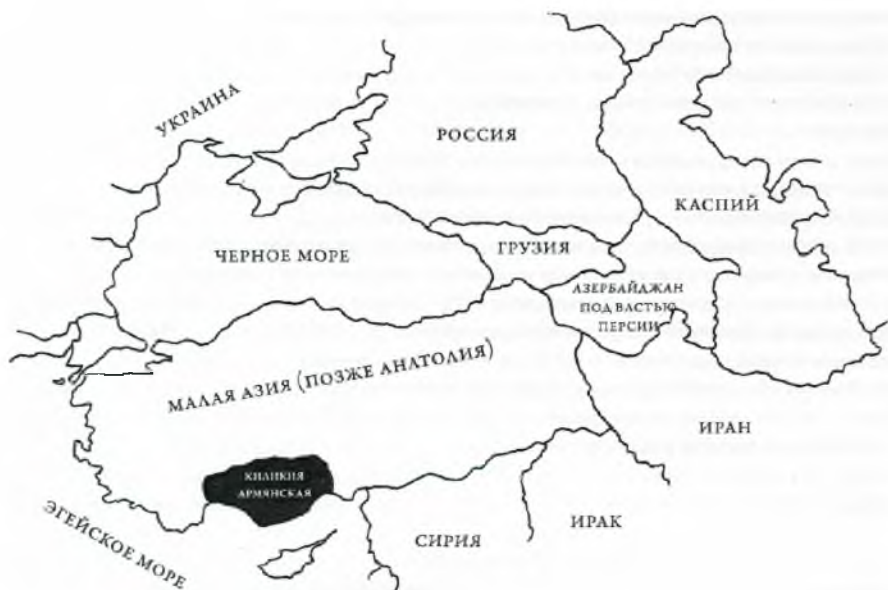 УКРАИНА
РОССИЯ
КАСПИЙ
ЧЕРНОЕ МОРЕ
ГРУЗИЯ
АЗЕРБАЙДЖАН
ПОД ВАСТЬЮ
ПЕРСИИ
МАЛАЯ АЗИЯ (ПОЗЖЕ АНАТОЛИЯ)
ИРАН
КИЛИКИЯ
АРМЯНСКАЯ
ЭГЕЙСКОЕ МОРЕ
СИРИЯ
ИРАК